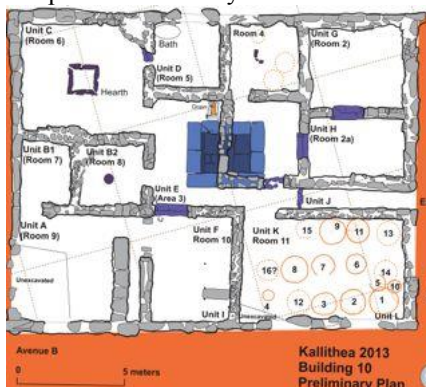 Unit C
(Room 6)
Bath
Room 4
Unit G
(Room 2)
Unit D
(Room 5)
Hearth
Drain
Unit H
(Room 2a)
Unit B1
(Room 7)
Unit B2
(Room 8)
Unit E
(Area 3)
Unit J
Unit A
(Room 9)
Unit F
Room 10
Unit K
Room 11
15
9
11
13
16?
8
7
6
14
5
10
4
12
3
2
1
Unexcavated
Unit I
Unexcavated
Unit L
Avenue B
0
5 meters
Kallithea 2013
Building 10
Preliminary Plan